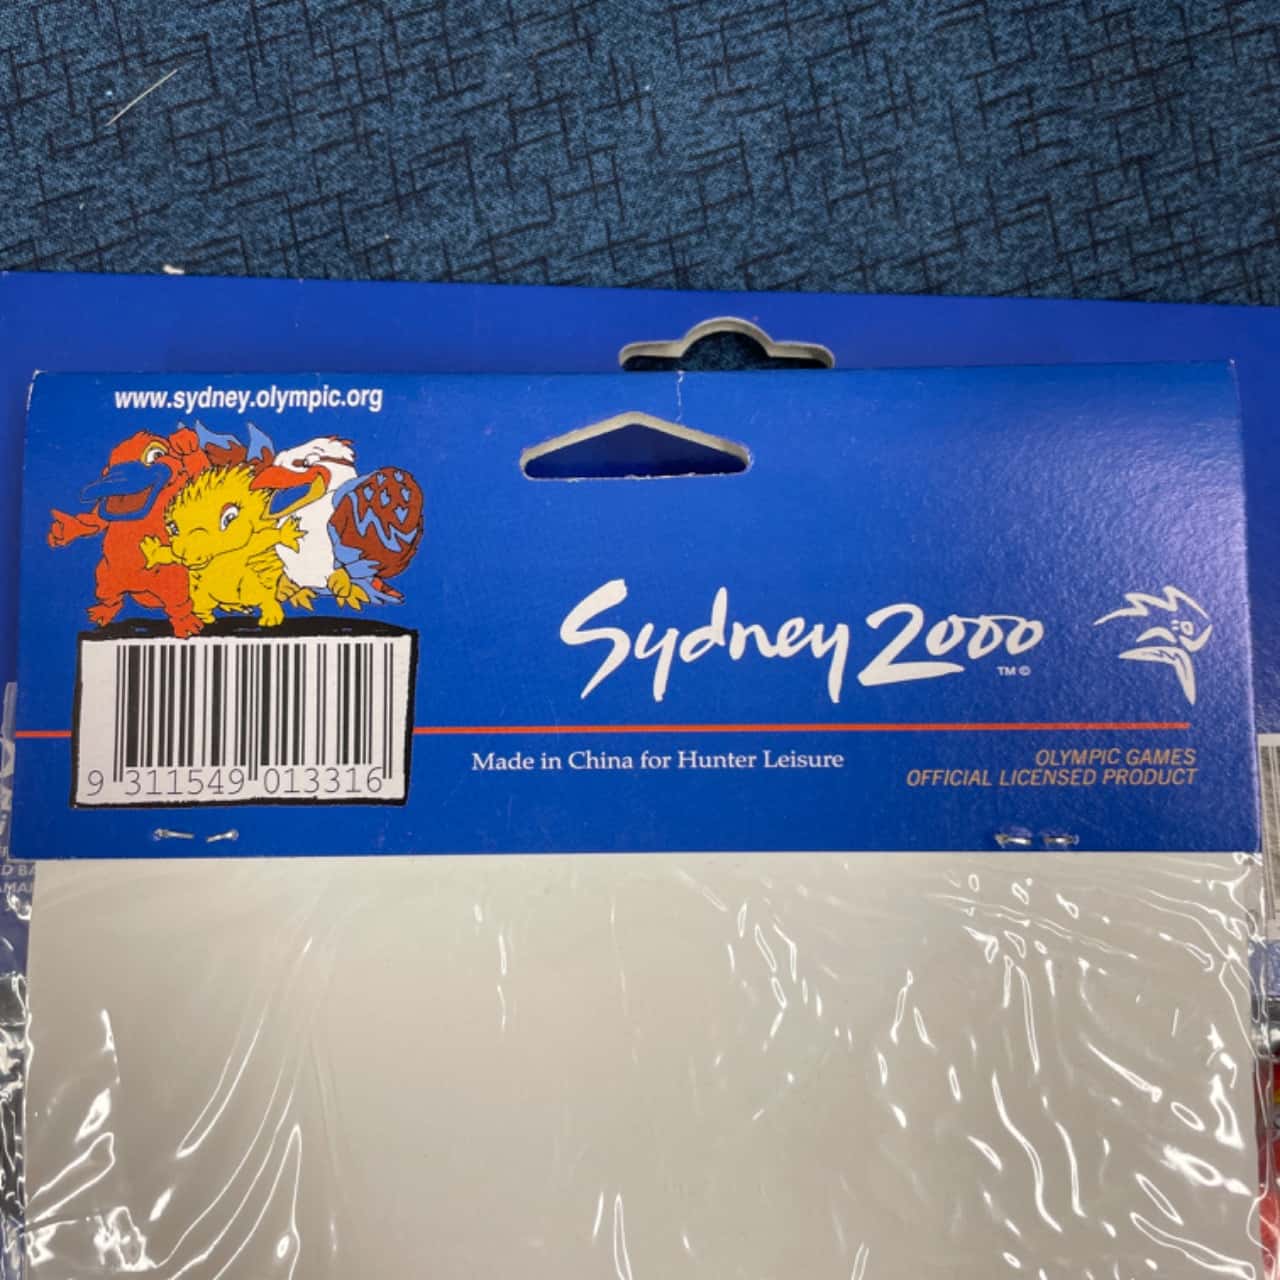 www.sydney.olympic.org
Sydney 2000
TM ©
9 311549 013316
Made in China for Hunter Leisure
OLYMPIC GAMES
OFFICIAL LICENSED PRODUCT